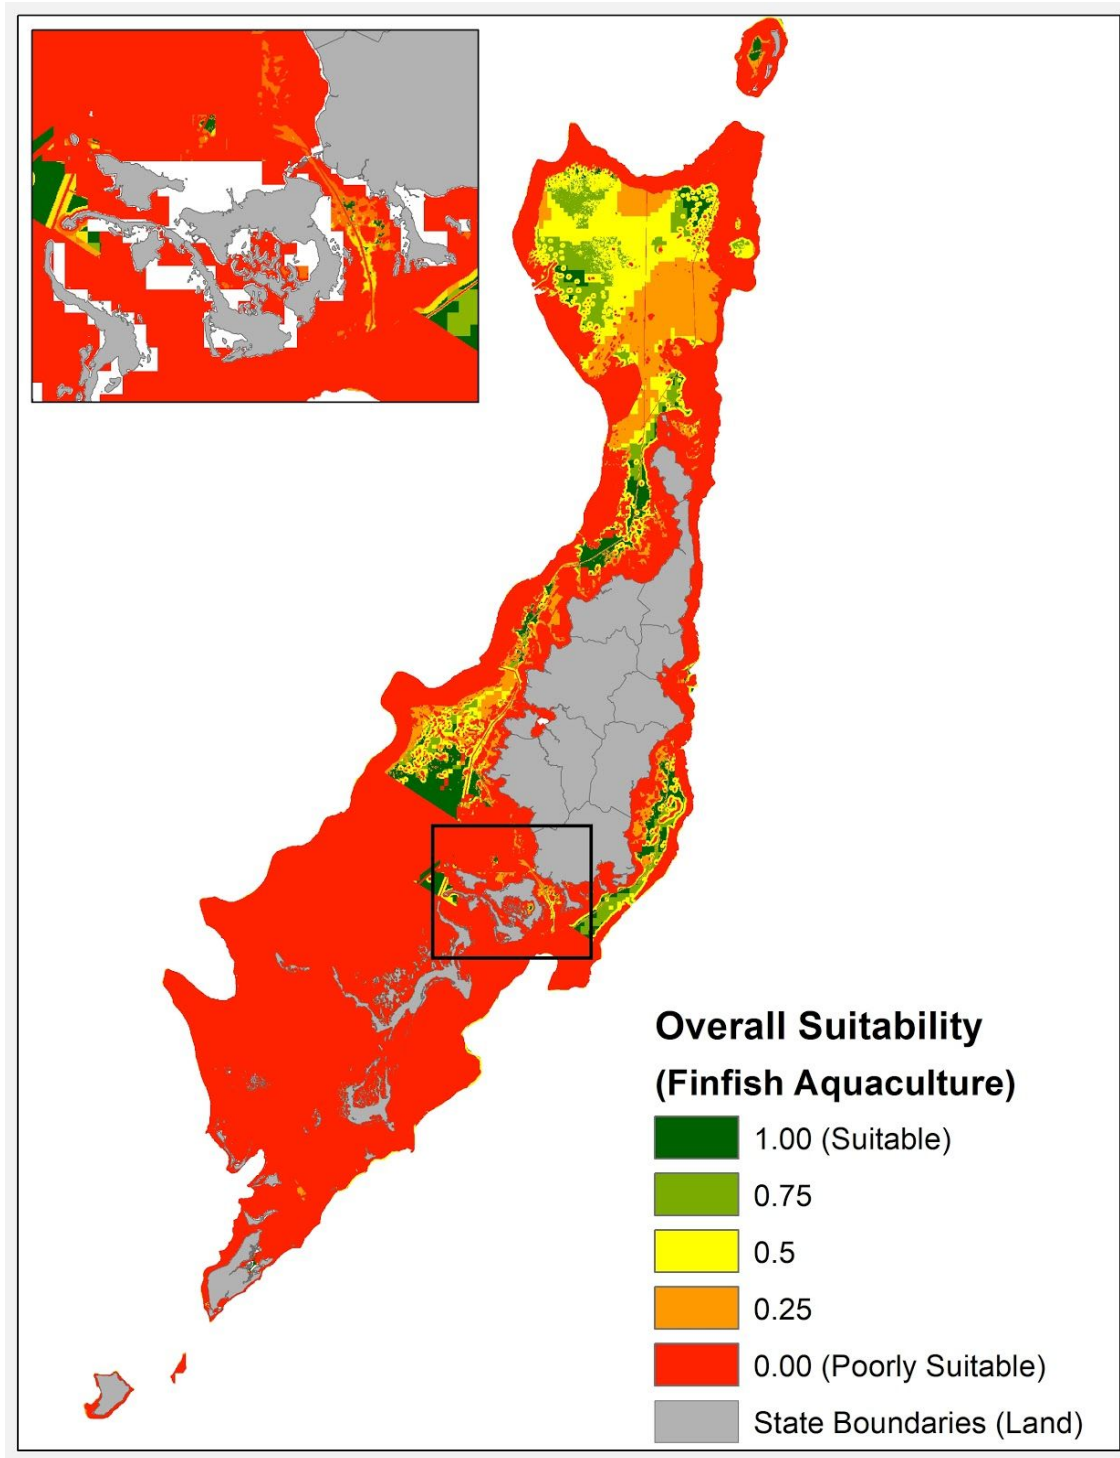 Overall Suitability
(Finfish Aquaculture)
1.00 (Suitable)
0.75
0.5
0.25
0.00 (Poorly Suitable)
State Boundaries (Land)